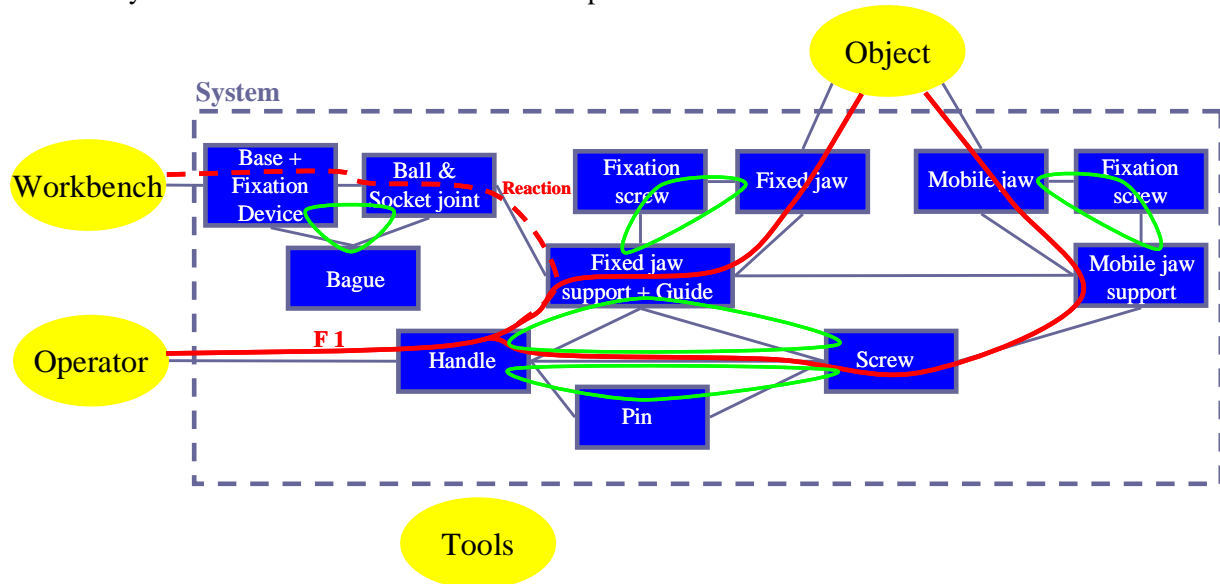 Object
System
Workbench
Base +
Fixation
Device
Ball &
Socket joint
Reaction
Fixation
screw
Fixed jaw
Mobile jaw
Fixation
screw
Bague
Fixed jaw
support + Guide
Mobile jaw
support
Operator
F 1
Handle
Screw
Pin
Tools